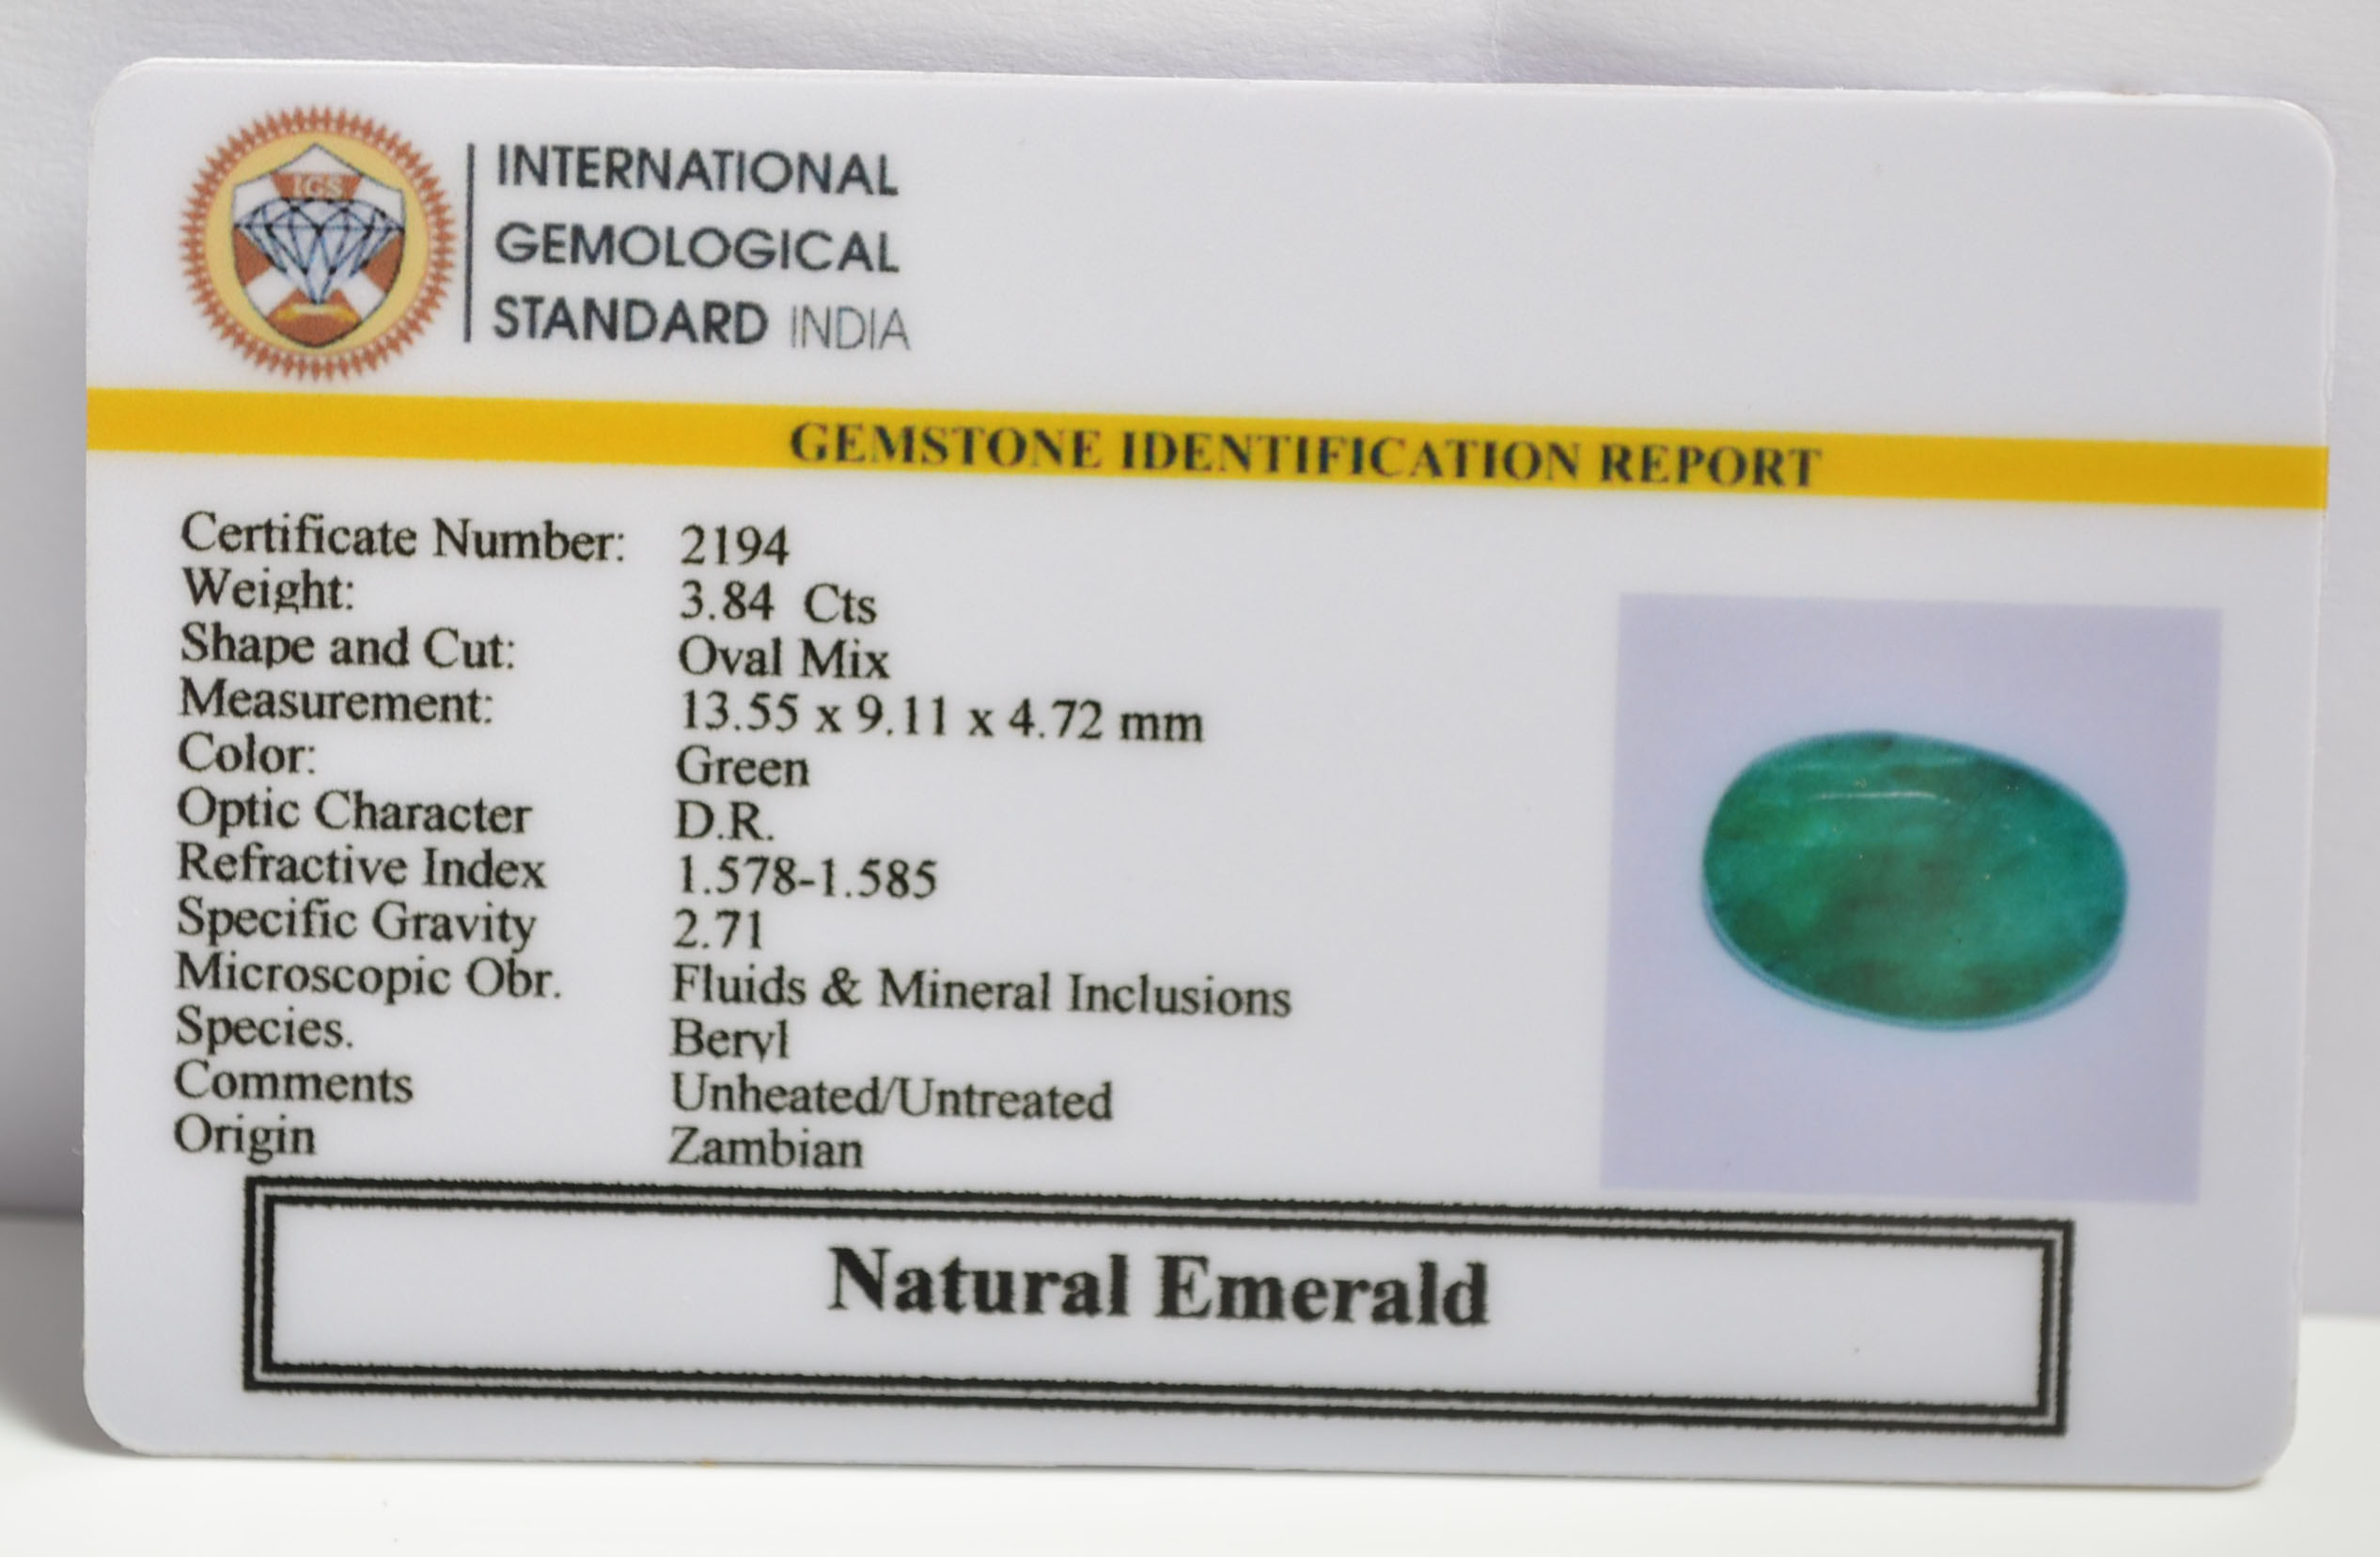 IGS
INTERNATIONAL
GEMOLOGICAL
STANDARD INDIA
GEMSTONE IDENTIFICATION REPORT
Certificate Number: 2194
Weight: 3.84 Cts
Shape and Cut: Oval Mix
Measurement: 13.55 x 9.11 x 4.72 mm
Color: Green
Optic Character D.R.
Refractive Index 1.578-1.585
Specific Gravity 2.71
Microscopic Obr. Fluids & Mineral Inclusions
Species. Beryl
Comments Unheated/Untreated
Origin Zambian
Natural Emerald